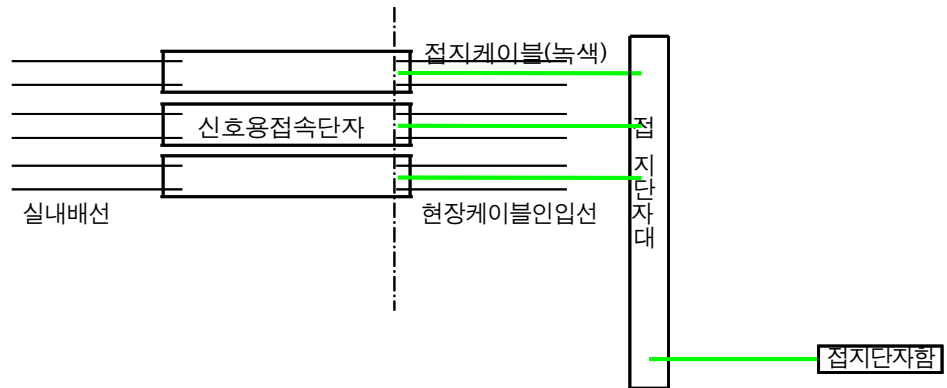 접지케이블(녹색)
신호용접속단자
접
지
단
자
대
실내배선
현장케이블인입선
접지단자함